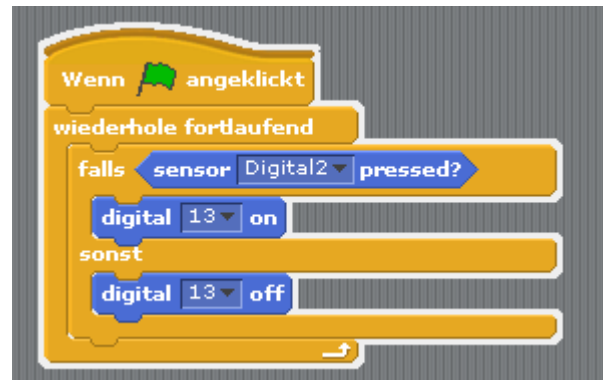 Wenn angeklickt
wiederhole fortlaufend
falls sensor Digital2 pressed?
digital 13 on
sonst
digital 13 off